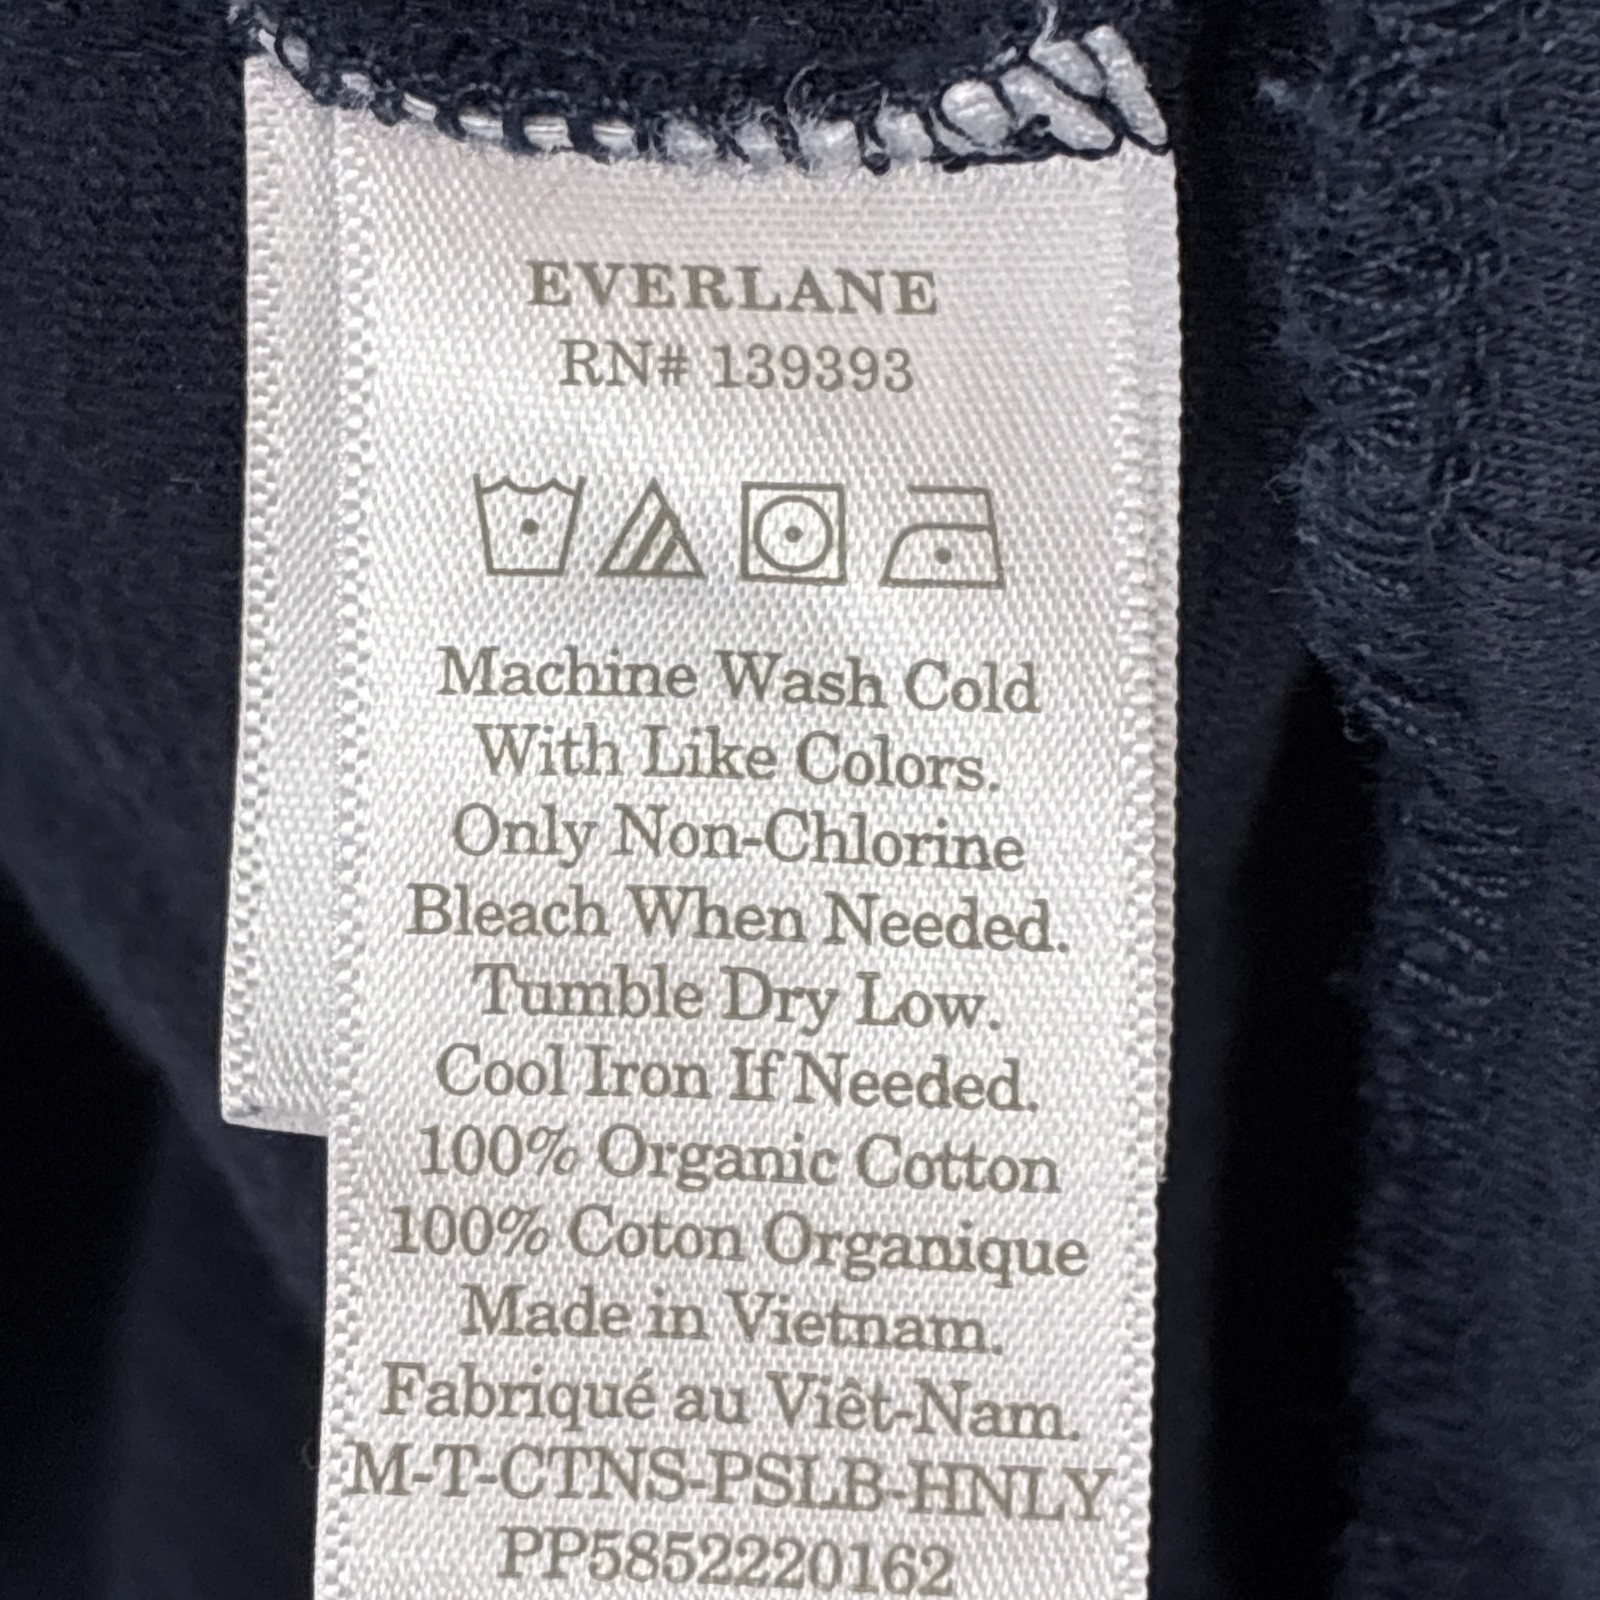 EVERLANE
RN# 139393
Machine Wash Cold
With Like Colors.
Only Non-Chlorine
Bleach When Needed.
Tumble Dry Low.
Cool Iron If Needed.
100% Organic Cotton
100% Coton Organique
Made in Vietnam.
Fabriqué au Viêt-Nam.
M-T-CTNS-PSLB-HNLY
PP5852220162